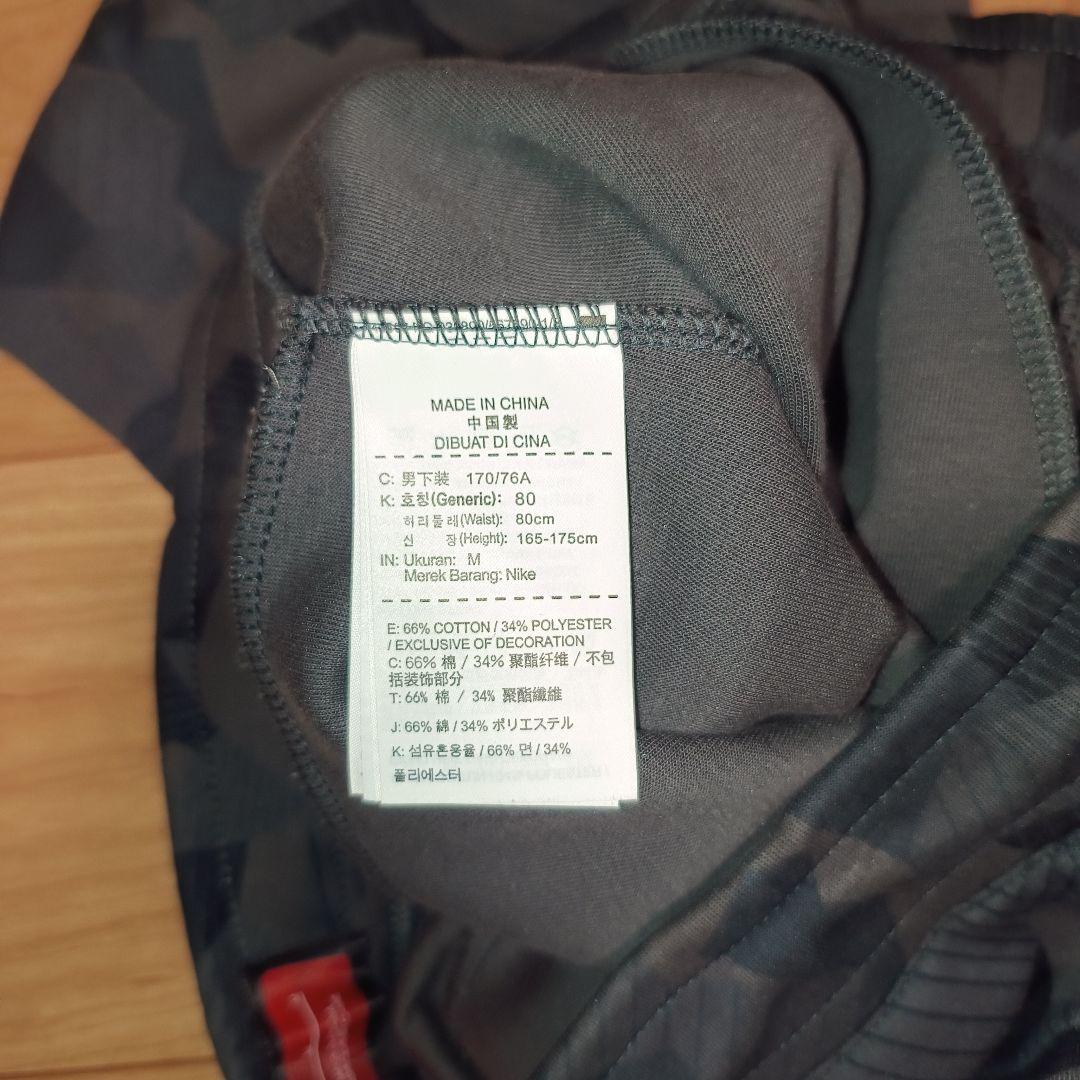 MADE IN CHINA
中国製
DIBUAT DI CINA
C: 男下装 170/76A
K: 호칭(Generic): 80
허리둘레(Waist): 80cm
신 장(Height): 165-175cm
IN: Ukuran: M
Merek Barang: Nike
E: 66% COTTON / 34% POLYESTER
/ EXCLUSIVE OF DECORATION
C: 66% 棉 / 34% 聚酯纤维 / 不包
括装饰部分
T: 66% 棉 / 34% 聚酯纖維
J: 66% 綿 / 34% ポリエステル
K: 섬유혼용율 / 66% 면 / 34%
폴리에스터